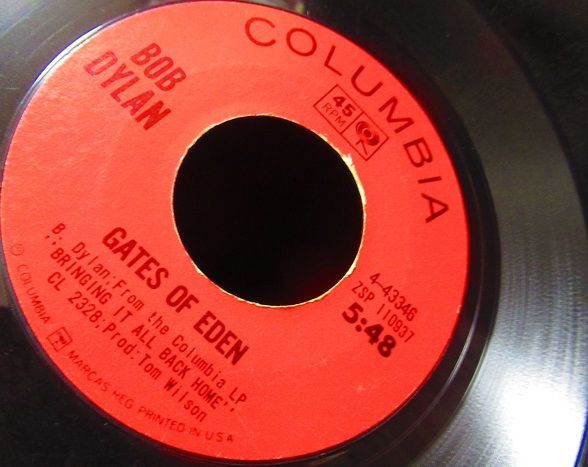 COLUMBIA
BOB
DYLAN
45
RPM
GATES OF EDEN
B. Dylan·From the Columbia LP
"BRINGING IT ALL BACK HOME",
CL 2328;Prod:Tom Wilson
4-43346
ZSP 110937
5:48
© COLUMBIA MARCAS REG. PRINTED IN U S A